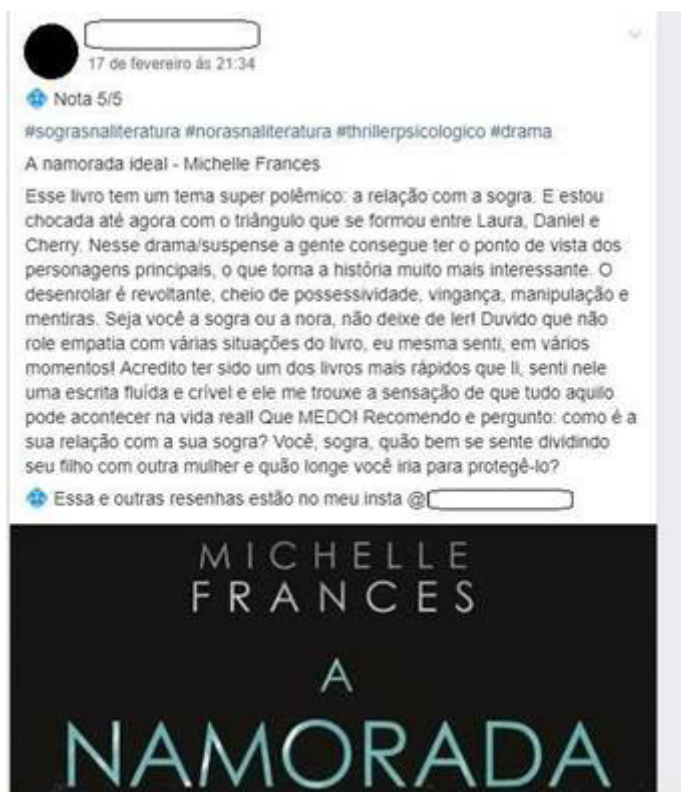 17 de fevereiro às 21:34
Nota 5/5
#sograsnaliteratura #norasnaliteratura #thrillerpsicologico #drama
A namorada ideal - Michelle Frances
Esse livro tem um tema super polêmico: a relação com a sogra. E estou
chocada até agora com o triângulo que se formou entre Laura, Daniel e
Cherry. Nesse drama/suspense a gente consegue ter o ponto de vista dos
personagens principais, o que torna a história muito mais interessante. O
desenrolar é revoltante, cheio de possessividade, vingança, manipulação e
mentiras. Seja você a sogra ou a nora, não deixe de ler! Duvido que não
role empatia com várias situações do livro, eu mesma senti, em vários
momentos! Acredito ter sido um dos livros mais rápidos que li, senti nele
uma escrita fluída e crível e ele me trouxe a sensação de que tudo aquilo
pode acontecer na vida real! Que MEDO! Recomendo e pergunto: como é a
sua relação com a sua sogra? Você, sogra, quão bem se sente dividindo
seu filho com outra mulher e quão longe você iria para protegê-lo?
Essa e outras resenhas estão no meu insta @
MICHELLE
FRANCES
A
NAMORADA